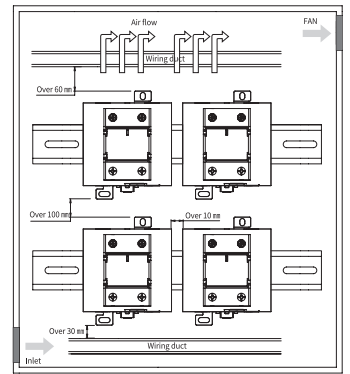 Air flow
FAN
Wiring duct
Over 60 ㎜
Over 100 ㎜
Over 10 ㎜
Over 30 ㎜
Wiring duct
Inlet